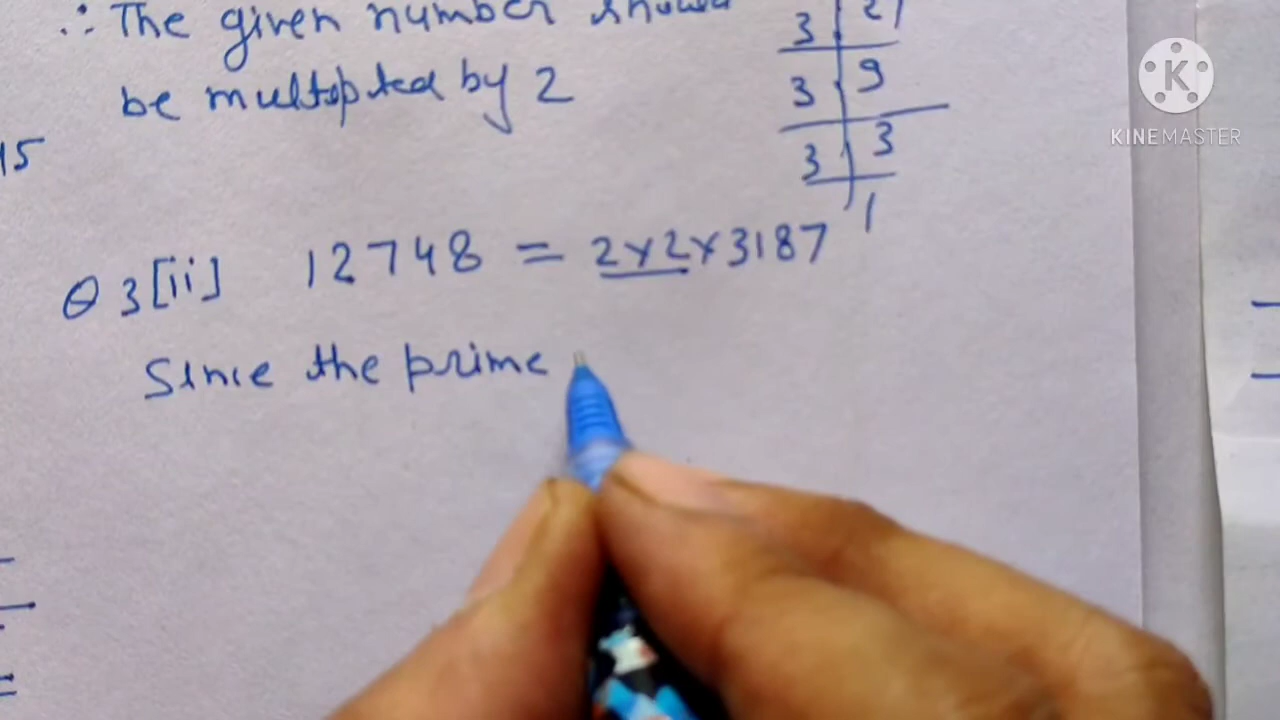 ∴ The given number should
be multiplied by 2
3 | 27
3 | 9
3 | 3
1
15
Q 3[ii] 12748 = 2×2×3187
Since the prime
KINEMASTER